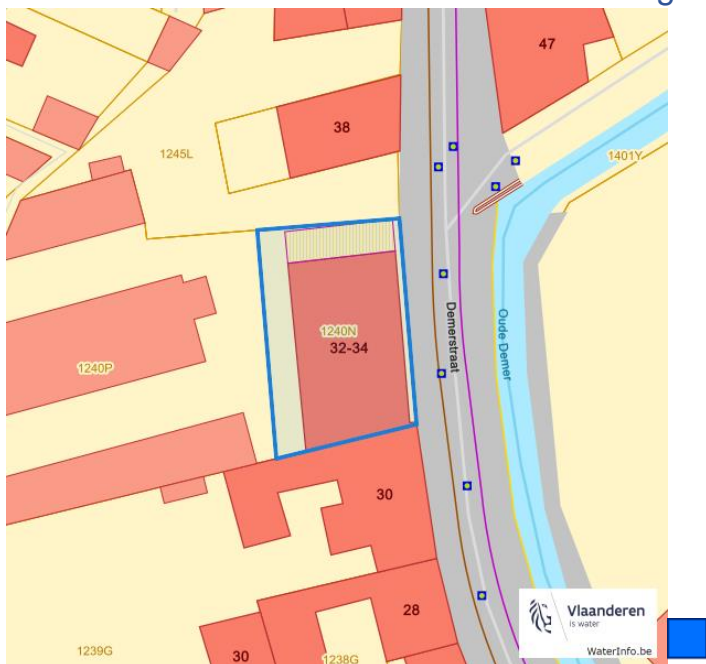 47
38
1245L
1401Y
1240N
32-34
Demerstraat
Oude Demer
1240P
30
28
1239G
30
1238G
Vlaanderen
is water
WaterInfo.be